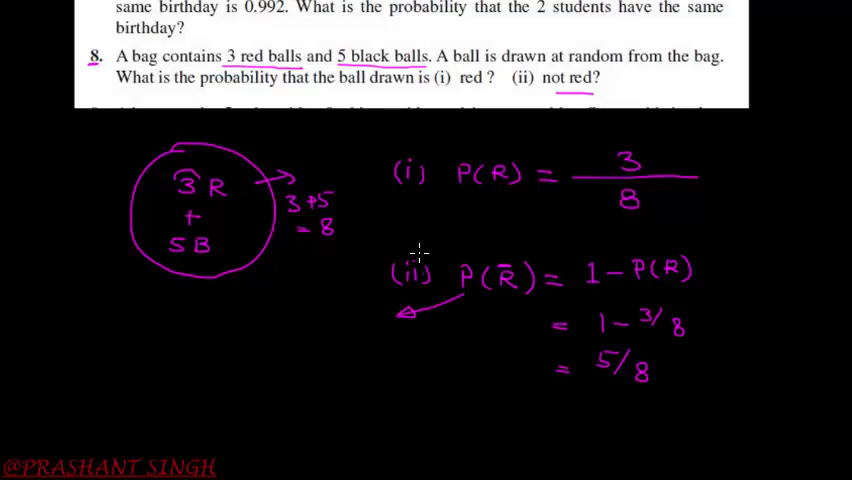 same birthday is 0.992. What is the probability that the 2 students have the same
birthday?
8. A bag contains 3 red balls and 5 black balls. A ball is drawn at random from the bag.
What is the probability that the ball drawn is (i) red ? (ii) not red?
3 R
+
5 B
3+5
= 8
(i) P(R) = 3/8
(ii) P(R̄) = 1 - P(R)
= 1 - 3/8
= 5/8
@PRASHANT SINGH